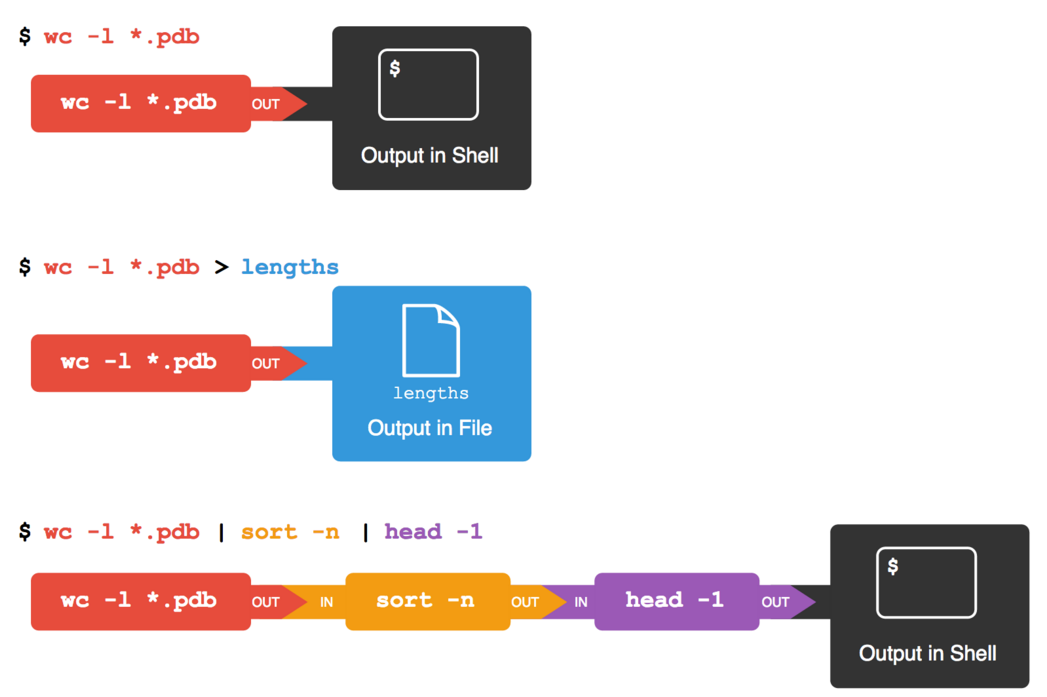 $ wc -l *.pdb
wc -l *.pdb OUT
$
Output in Shell
$ wc -l *.pdb > lengths
wc -l *.pdb OUT
lengths
Output in File
$ wc -l *.pdb | sort -n | head -1
wc -l *.pdb OUT IN sort -n OUT IN head -1 OUT
$
Output in Shell